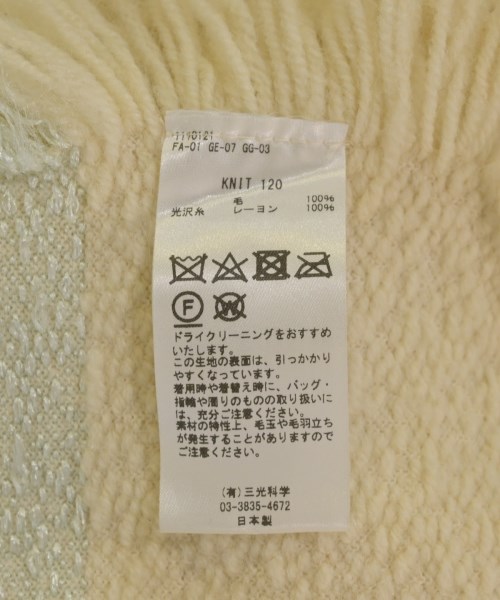 1140121
FA-01 GE-07 GG-03
KNIT 120
毛 100%
光沢糸 レーヨン 100%
F
W
ドライクリーニングをおすすめ
いたします。
この生地の表面は、引っかかり
やすくなっています。
着用時や着替え時に、バッグ・
指輪や周りのものの取り扱いに
は、充分ご注意ください。
素材の特性上、毛玉や毛羽立ち
が発生することがありますので
ご注意ください。
(有)三光科学
03-3835-4672
日本製